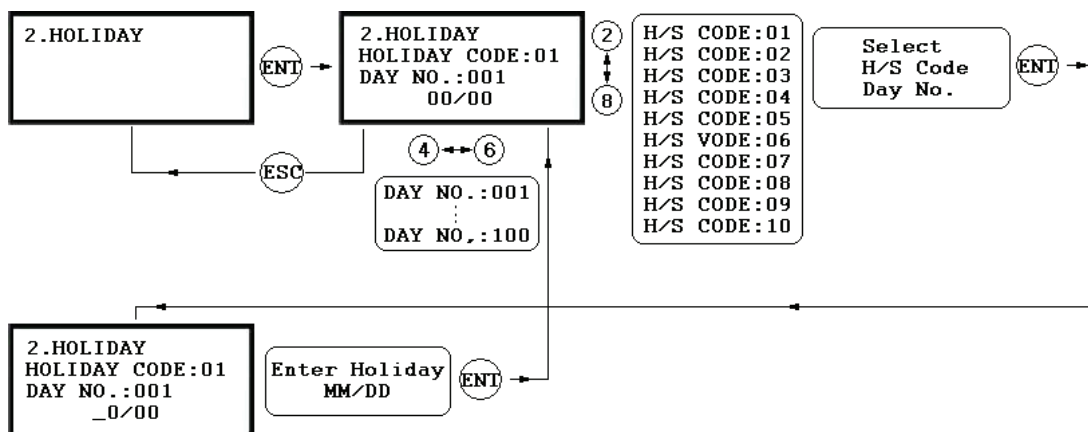 2.HOLIDAY
ENT
2.HOLIDAY
HOLIDAY CODE:01
DAY NO.:001
00/00
2
8
H/S CODE:01
H/S CODE:02
H/S CODE:03
H/S CODE:04
H/S CODE:05
H/S VODE:06
H/S CODE:07
H/S CODE:08
H/S CODE:09
H/S CODE:10
Select
H/S Code
Day No.
ENT
ESC
4
6
DAY NO.:001
DAY NO,:100
2.HOLIDAY
HOLIDAY CODE:01
DAY NO.:001
_0/00
Enter Holiday
MM/DD
ENT